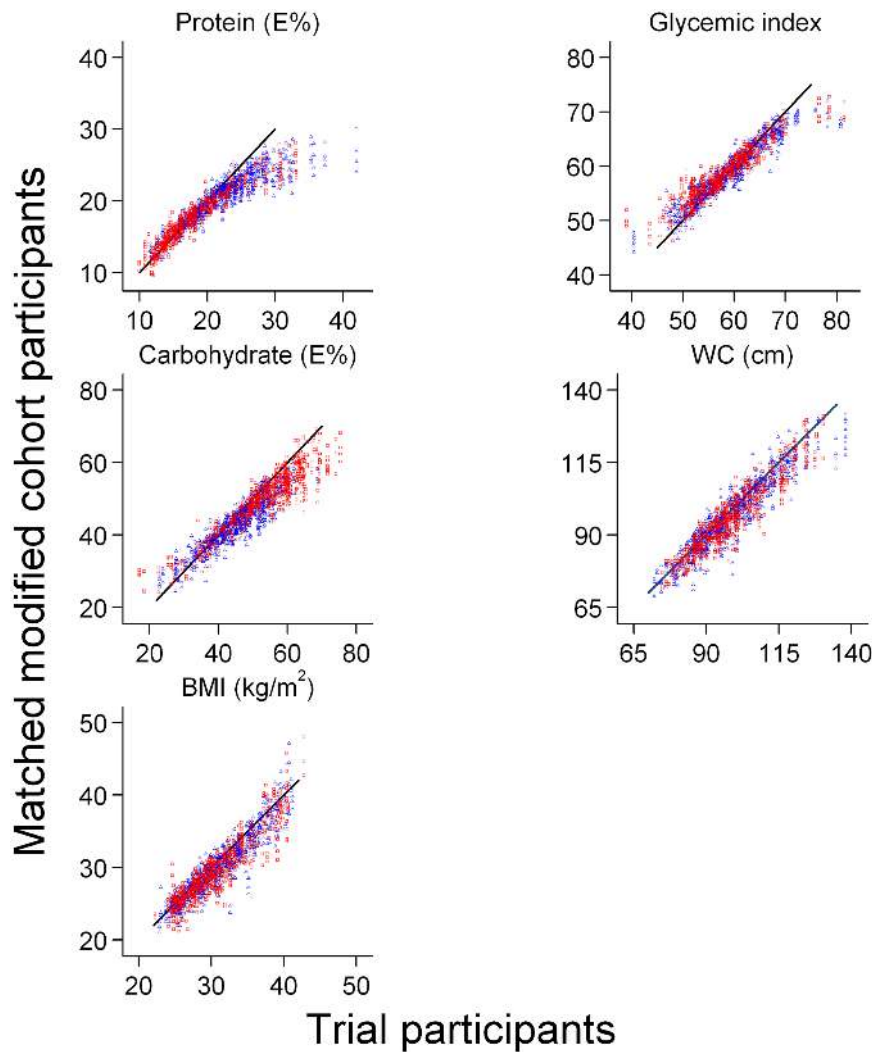 Protein (E%)
40
30
20
10
10 20 30 40
Glycemic index
80
70
60
50
40
40 50 60 70 80
Carbohydrate (E%)
80
60
40
20
20 40 60 80
WC (cm)
140
115
90
65
65 90 115 140
BMI (kg/m²)
50
40
30
20
20 30 40 50
Matched modified cohort participants
Trial participants